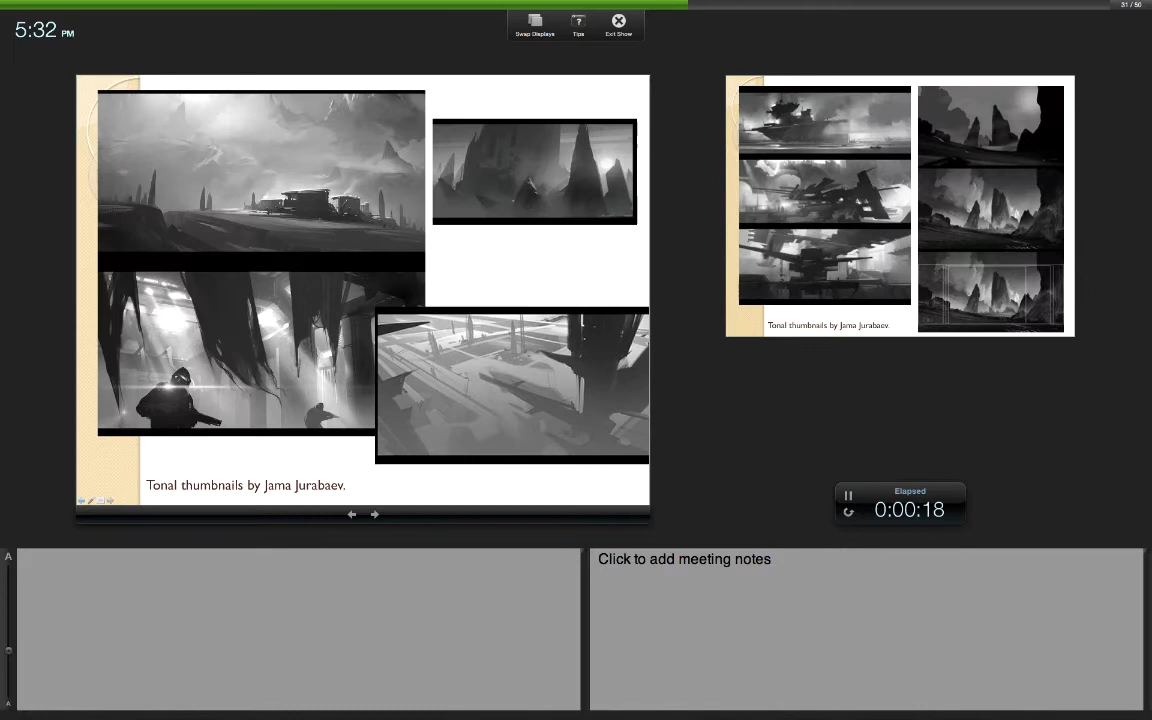 31 / 50
5:32 PM
Swap Displays
Tips
Exit Show
Tonal thumbnails by Jama Jurabaev.
Tonal thumbnails by Jama Jurabaev.
Elapsed
0:00:18
A
A
Click to add meeting notes